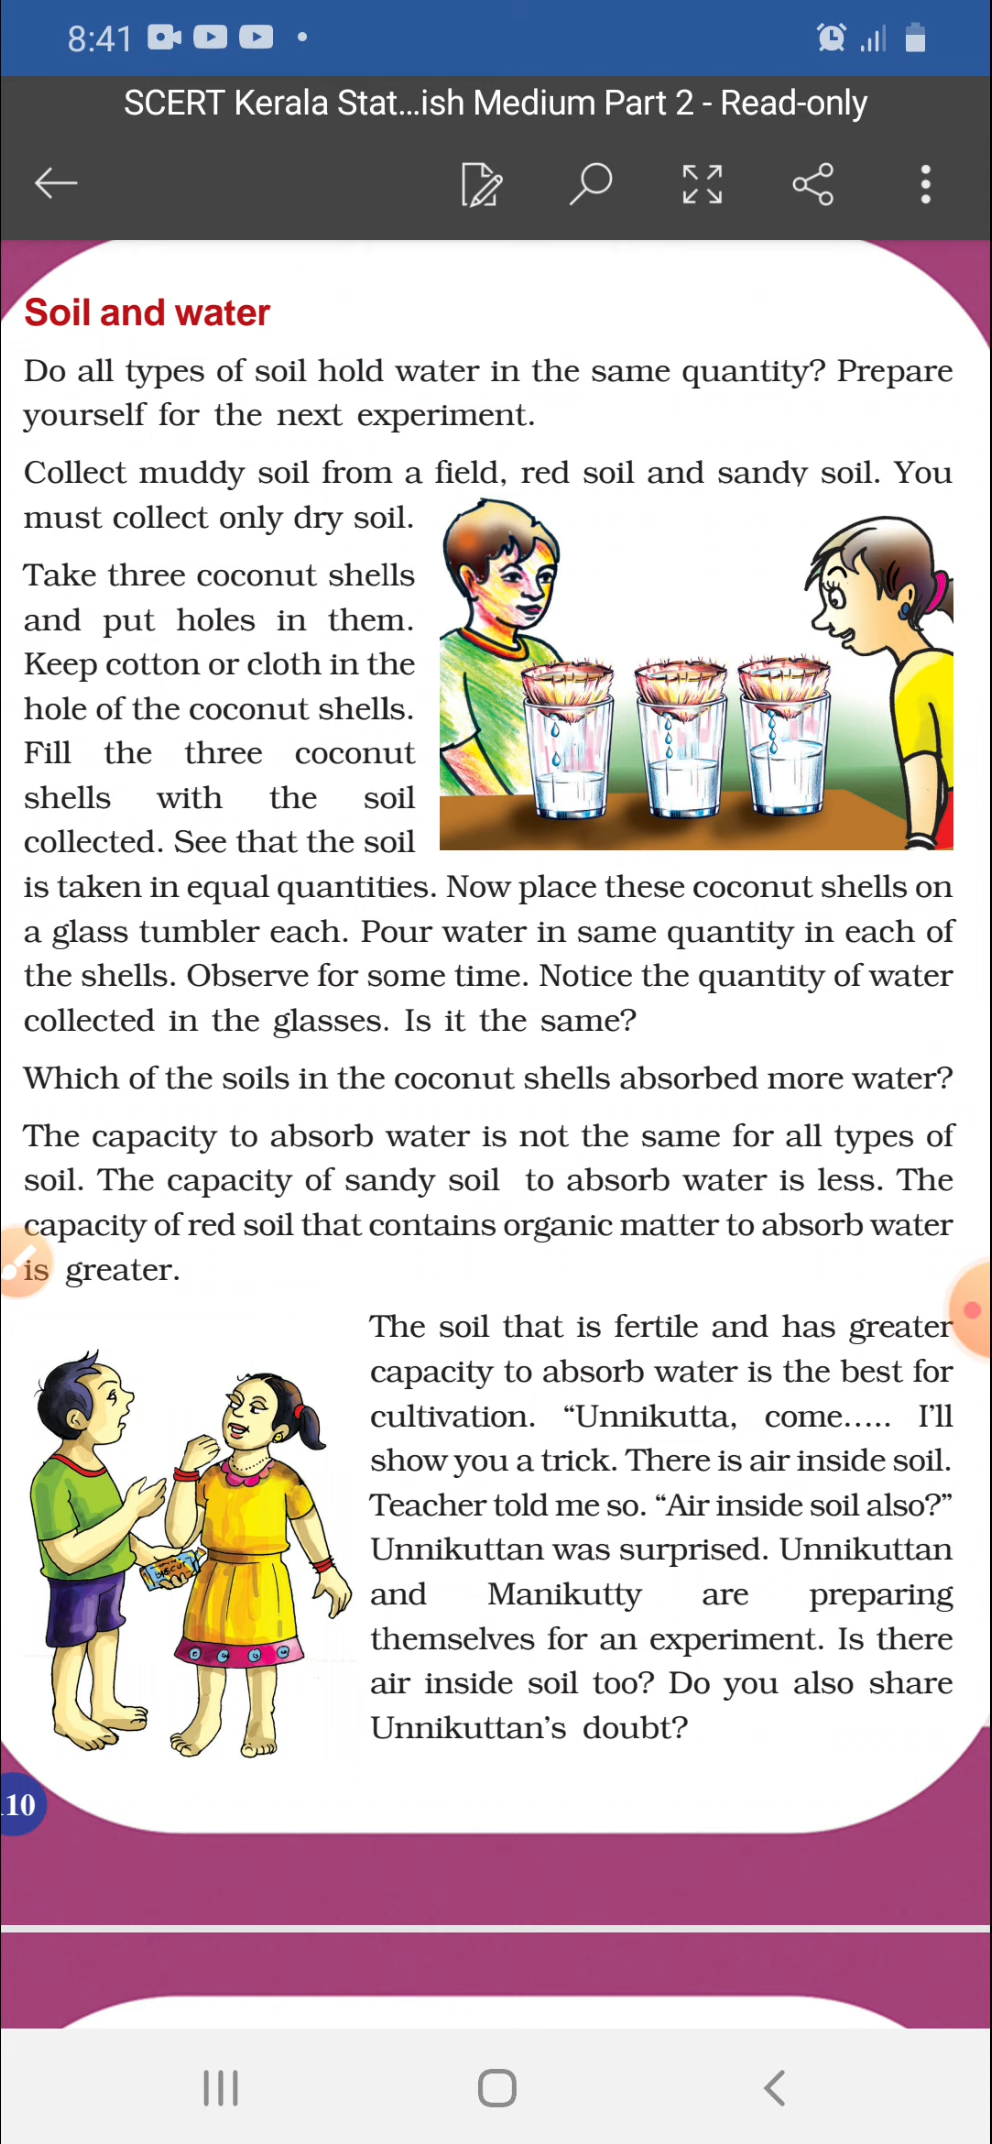 8:41
SCERT Kerala Stat...ish Medium Part 2 - Read-only
Soil and water
Do all types of soil hold water in the same quantity? Prepare
yourself for the next experiment.
Collect muddy soil from a field, red soil and sandy soil. You
must collect only dry soil.
Take three coconut shells
and put holes in them.
Keep cotton or cloth in the
hole of the coconut shells.
Fill the three coconut
shells with the soil
collected. See that the soil
is taken in equal quantities. Now place these coconut shells on
a glass tumbler each. Pour water in same quantity in each of
the shells. Observe for some time. Notice the quantity of water
collected in the glasses. Is it the same?
Which of the soils in the coconut shells absorbed more water?
The capacity to absorb water is not the same for all types of
soil. The capacity of sandy soil to absorb water is less. The
capacity of red soil that contains organic matter to absorb water
is greater.
The soil that is fertile and has greater
capacity to absorb water is the best for
cultivation. “Unnikutta, come..... I’ll
show you a trick. There is air inside soil.
Teacher told me so. “Air inside soil also?”
Unnikuttan was surprised. Unnikuttan
and Manikutty are preparing
themselves for an experiment. Is there
air inside soil too? Do you also share
Unnikuttan’s doubt?
10